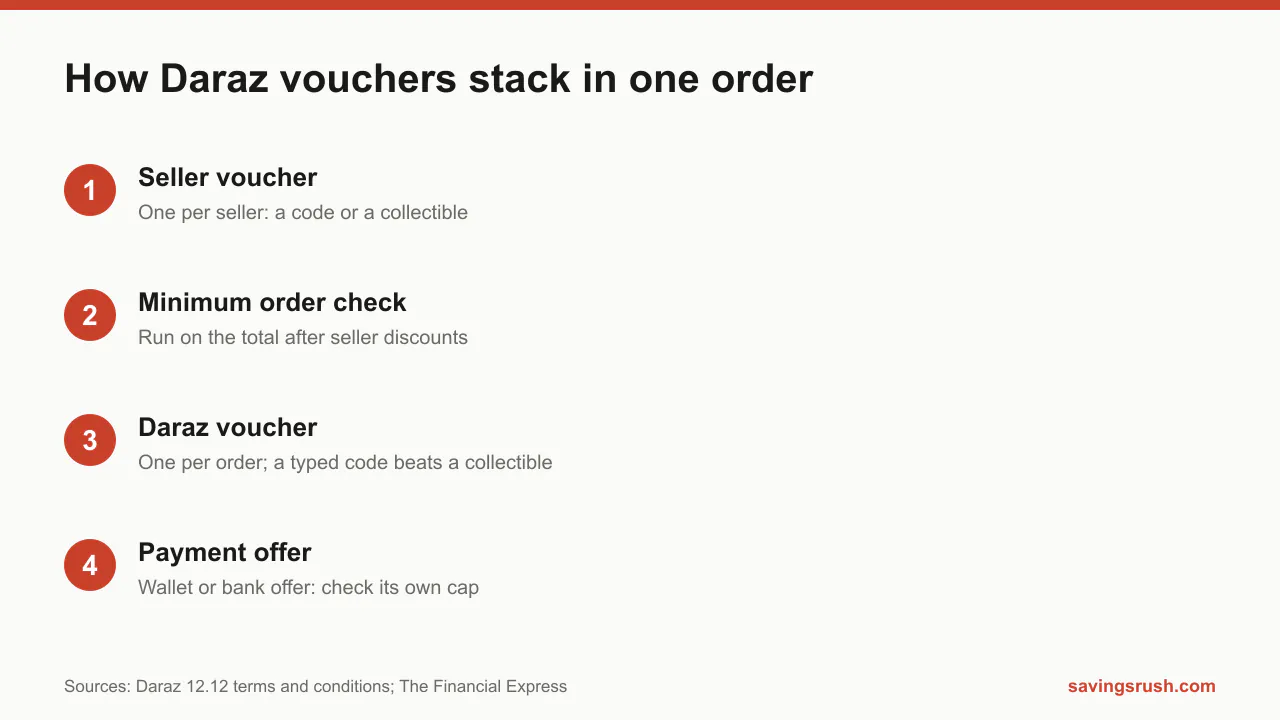 How Daraz vouchers stack in one order
1
Seller voucher
One per seller: a code or a collectible
2
Minimum order check
Run on the total after seller discounts
3
Daraz voucher
One per order; a typed code beats a collectible
4
Payment offer
Wallet or bank offer: check its own cap
Sources: Daraz 12.12 terms and conditions; The Financial Express
savingsrush.com